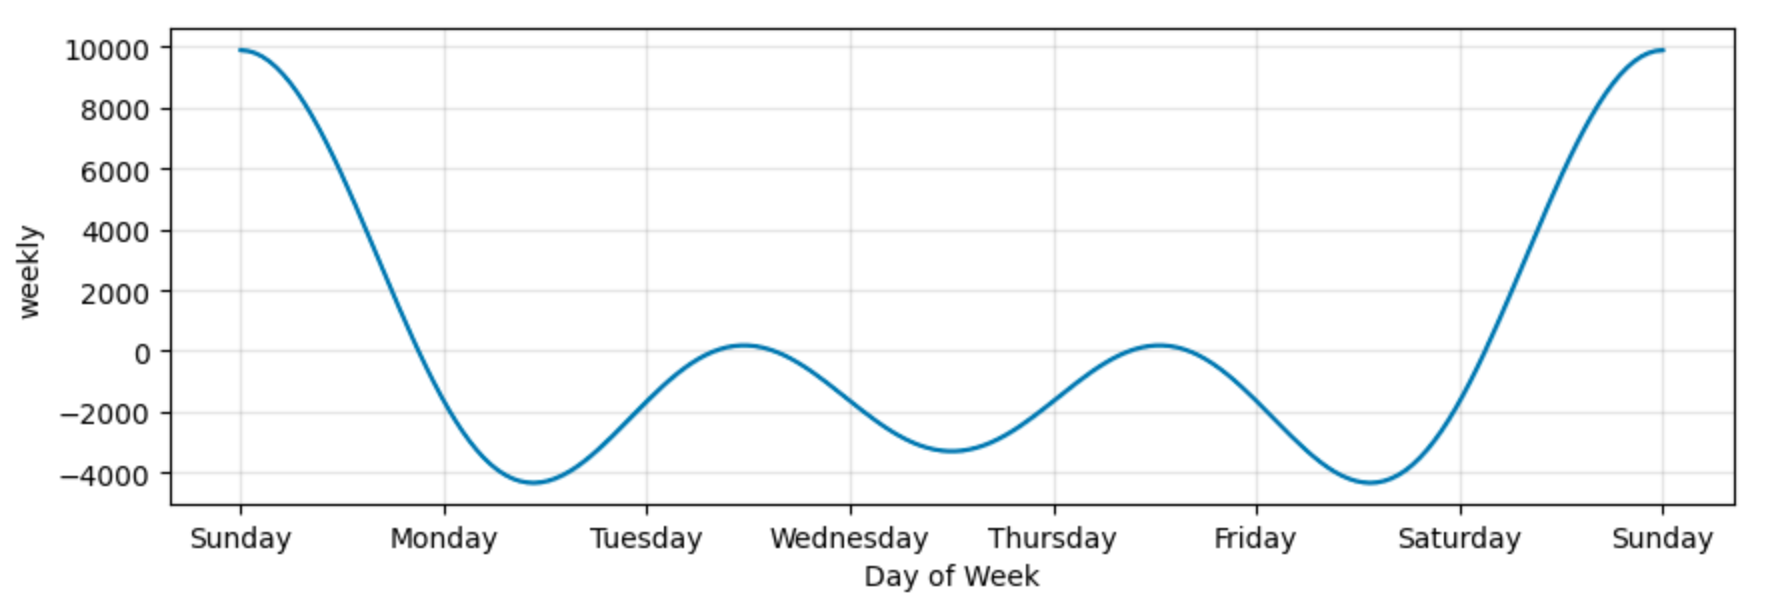 10000
8000
6000
4000
2000
0
−2000
−4000
weekly
Sunday Monday Tuesday Wednesday Thursday Friday Saturday Sunday
Day of Week